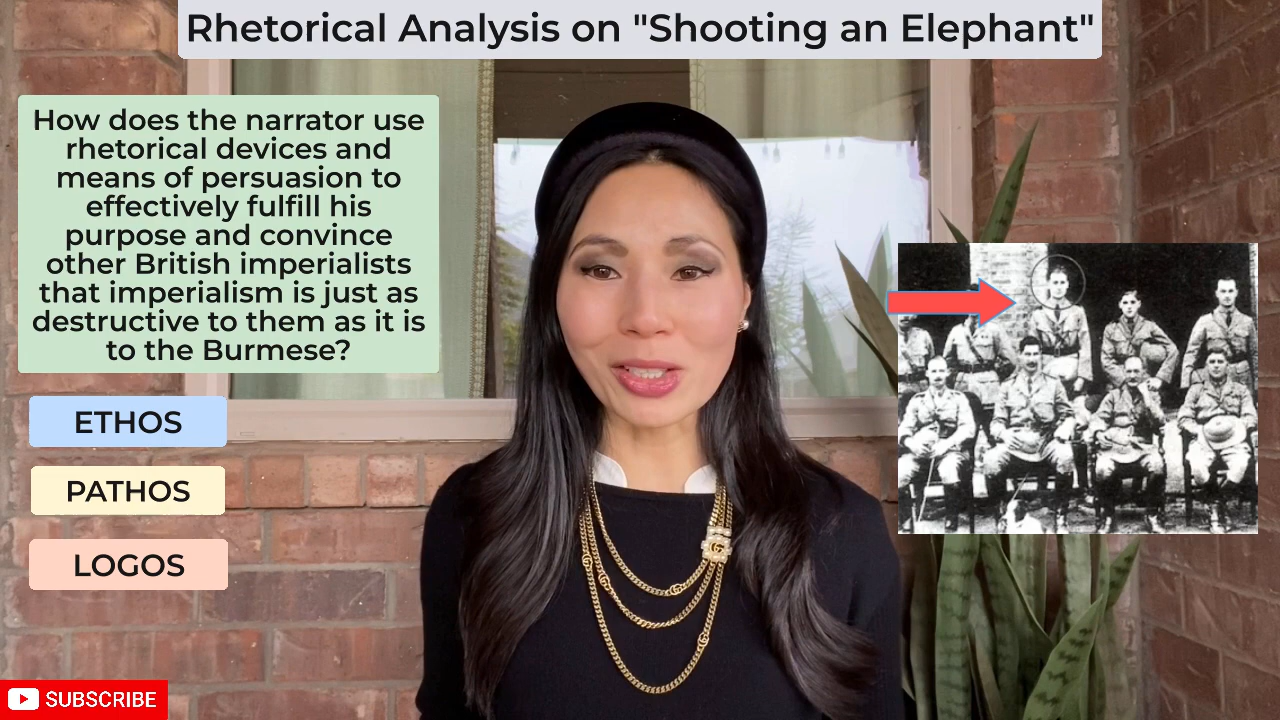 Rhetorical Analysis on "Shooting an Elephant"
How does the narrator use
rhetorical devices and
means of persuasion to
effectively fulfill his
purpose and convince
other British imperialists
that imperialism is just as
destructive to them as it is
to the Burmese?
ETHOS
PATHOS
LOGOS
SUBSCRIBE